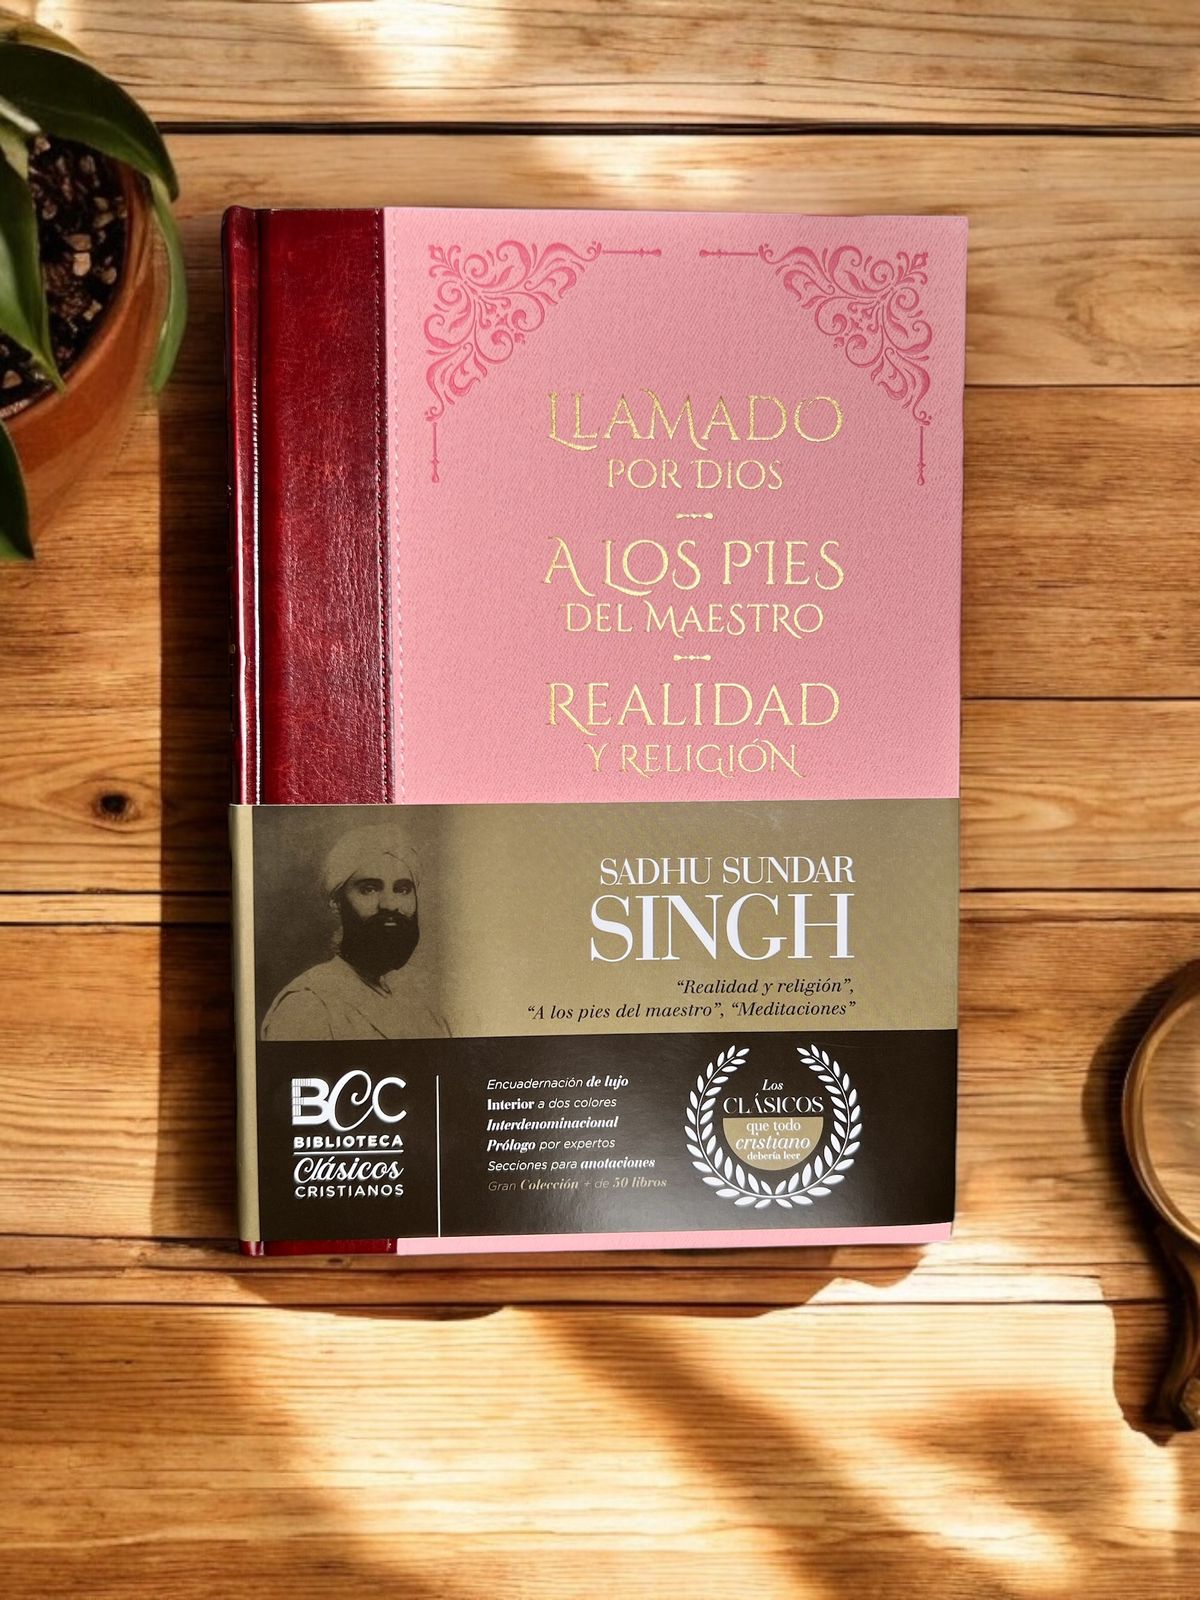 LLAMADO
POR DIOS
A LOS PIES
DEL MAESTRO
REALIDAD
Y RELIGIÓN
SADHU SUNDAR
SINGH
“Realidad y religión”,
“A los pies del maestro”, “Meditaciones”
BCC
BIBLIOTECA
Clásicos
CRISTIANOS
Encuadernación de lujo
Interior a dos colores
Interdenominacional
Prólogo por expertos
Secciones para anotaciones
Gran Colección + de 50 libros
Los
CLÁSICOS
que todo
cristiano
debería leer